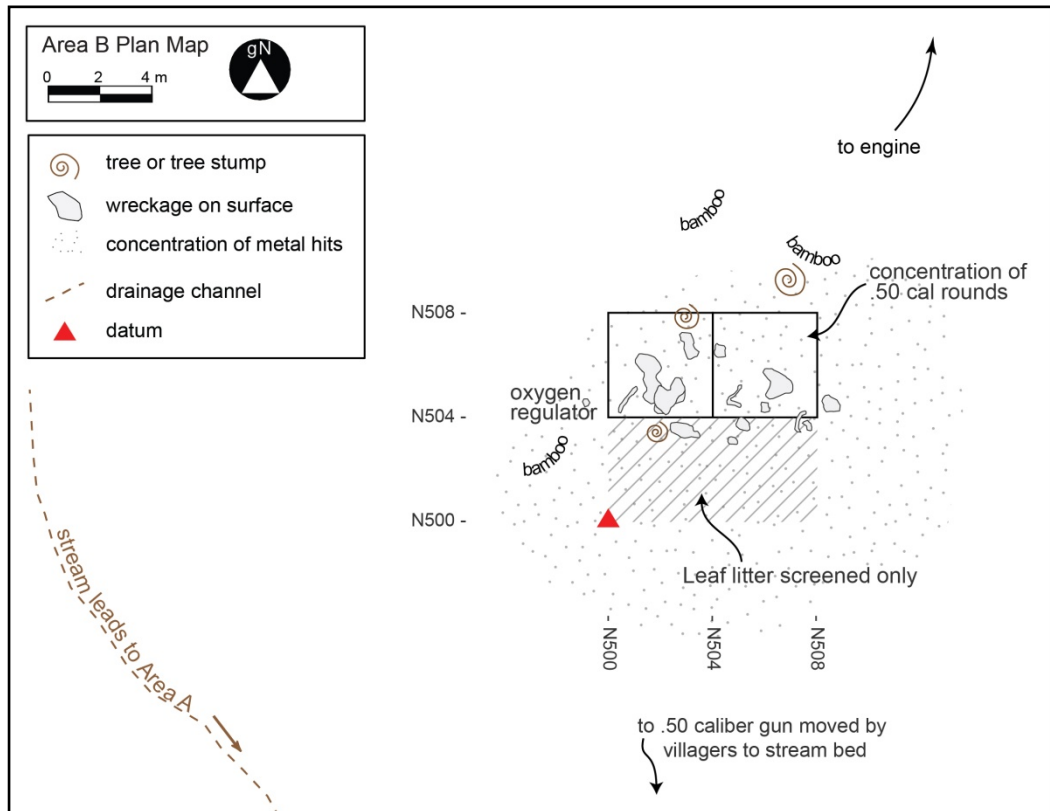 Area B Plan Map
gN
0 2 4 m
tree or tree stump
wreckage on surface
concentration of metal hits
drainage channel
datum
to engine
bamboo
bamboo
concentration of
.50 cal rounds
N508 -
oxygen
regulator
N504 -
bamboo
N500 -
Leaf litter screened only
- N500
- N504
- N508
stream leads to Area A
to .50 caliber gun moved by
villagers to stream bed